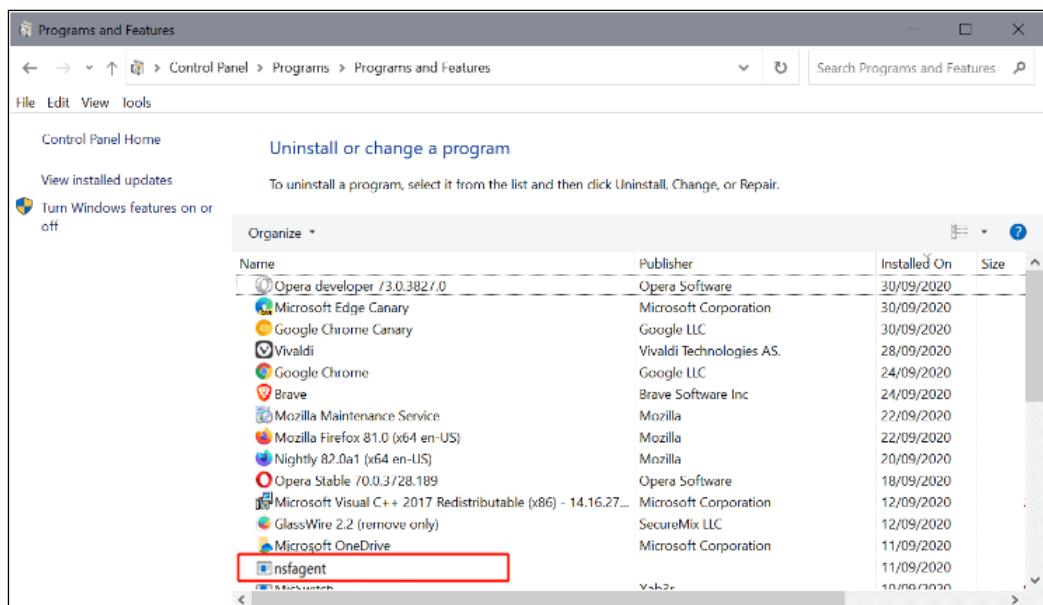 Programs and Features
Control Panel > Programs > Programs and Features
Search Programs and Features
File Edit View Tools
Control Panel Home
View installed updates
Turn Windows features on or off
Uninstall or change a program
To uninstall a program, select it from the list and then click Uninstall, Change, or Repair.
Organize
Name Publisher Installed On Size
Opera developer 73.0.3827.0 Opera Software 30/09/2020
Microsoft Edge Canary Microsoft Corporation 30/09/2020
Google Chrome Canary Google LLC 30/09/2020
Vivaldi Vivaldi Technologies AS. 28/09/2020
Google Chrome Google LLC 24/09/2020
Brave Brave Software Inc 24/09/2020
Mozilla Maintenance Service Mozilla 22/09/2020
Mozilla Firefox 81.0 (x64 en-US) Mozilla 22/09/2020
Nightly 82.0a1 (x64 en-US) Mozilla 20/09/2020
Opera Stable 70.0.3728.189 Opera Software 18/09/2020
Microsoft Visual C++ 2017 Redistributable (x86) - 14.16.27... Microsoft Corporation 12/09/2020
GlassWire 2.2 (remove only) SecureMix LLC 12/09/2020
Microsoft OneDrive Microsoft Corporation 11/09/2020
nsfagent 11/09/2020
10/09/2020